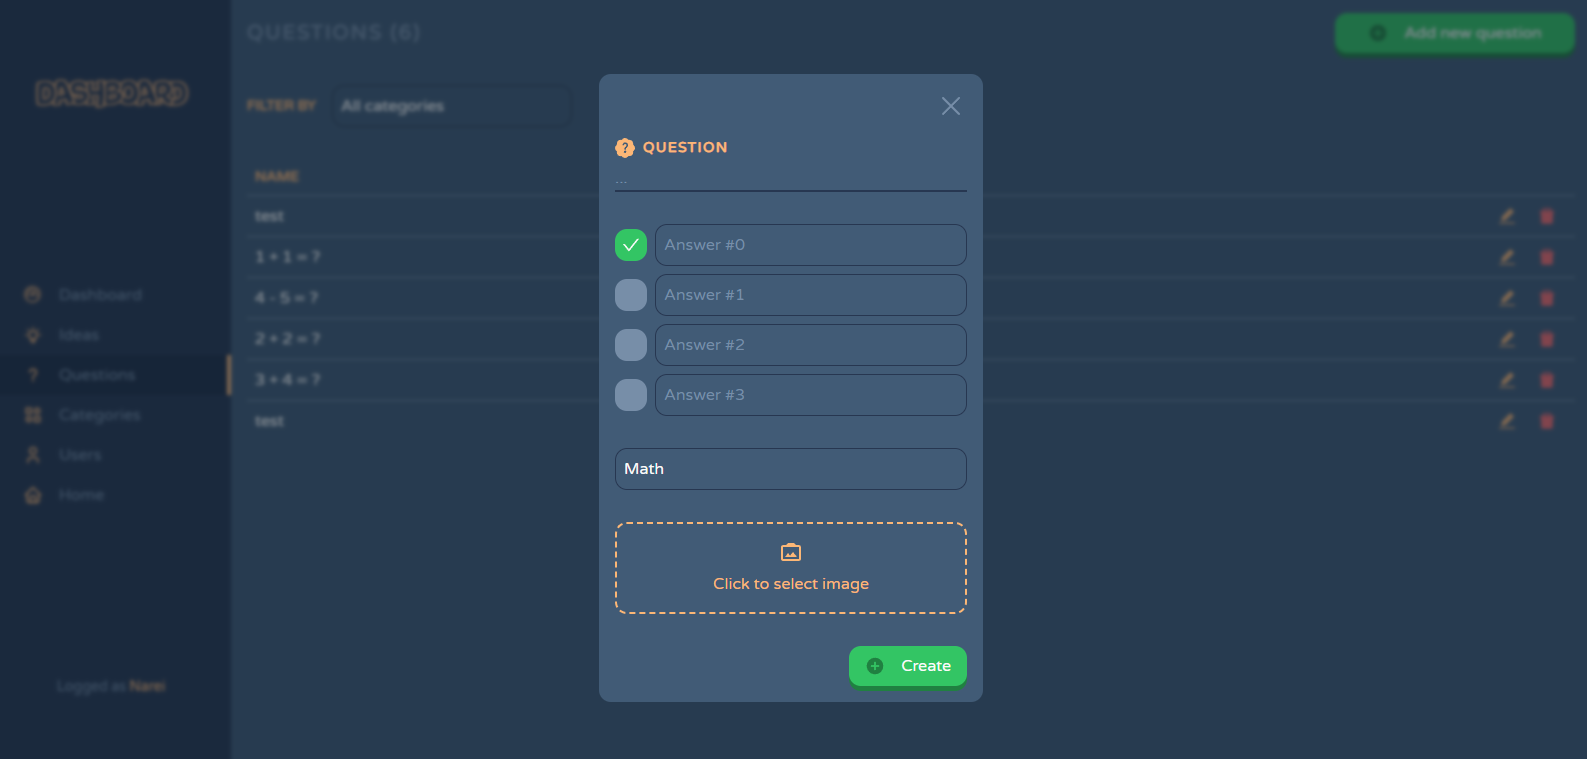 DASHBOARD
Dashboard
Ideas
? Questions
Categories
Users
Home
Logged as Narei
QUESTIONS (6)
Add new question
FILTER BY All categories
NAME
test
1 + 1 = ?
4 - 5 = ?
2 + 2 = ?
3 + 4 = ?
test
? QUESTION
...
Answer #0
Answer #1
Answer #2
Answer #3
Math
Click to select image
Create